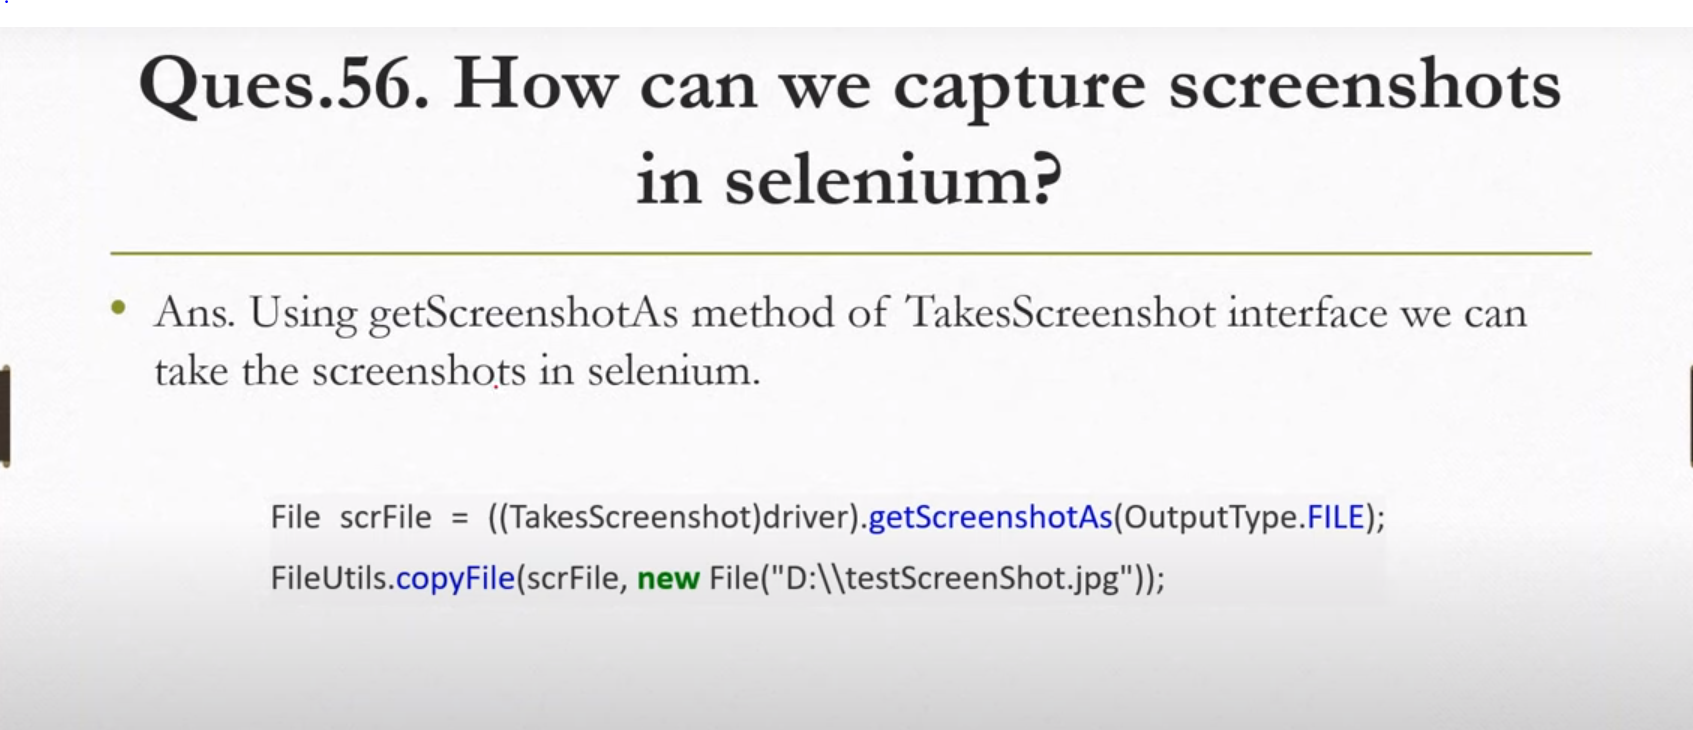 Ques.56. How can we capture screenshots
in selenium?
Ans. Using getScreenshotAs method of TakesScreenshot interface we can
take the screenshots in selenium.
File scrFile = ((TakesScreenshot)driver).getScreenshotAs(OutputType.FILE);
FileUtils.copyFile(scrFile, new File("D:\\testScreenShot.jpg"));